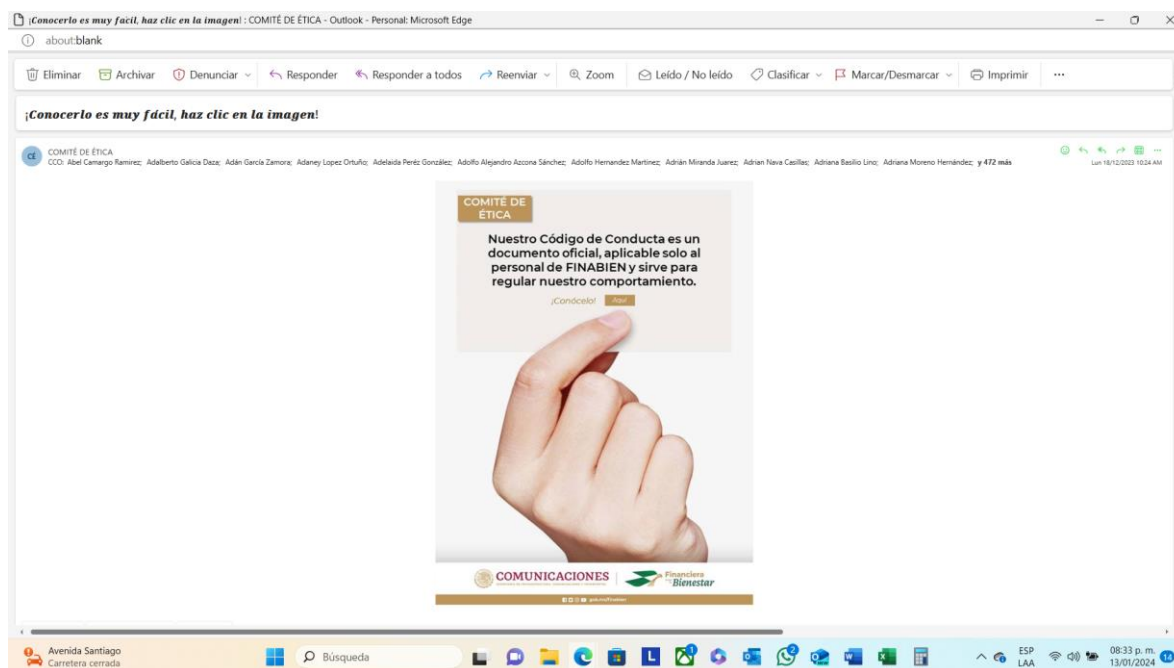 ¡Conocerlo es muy facil, haz clic en la imagen! : COMITÉ DE ÉTICA - Outlook - Personal: Microsoft Edge
about:blank
Eliminar Archivar Denunciar Responder Responder a todos Reenviar Zoom Leído / No leído Clasificar Marcar/Desmarcar Imprimir ...
¡Conocerlo es muy fácil, haz clic en la imagen!
CÉ COMITÉ DE ÉTICA
CCO: Abel Camargo Ramirez; Adalberto Galicia Daza; Adán García Zamora; Adaney Lopez Ortuño; Adelaida Peréz González; Adolfo Alejandro Azcona Sánchez; Adolfo Hernandez Martinez; Adrián Miranda Juarez; Adrian Nava Casillas; Adriana Basilio Lino; Adriana Moreno Hernández; y 472 más
Lun 18/12/2023 10:24 AM
COMITÉ DE
ÉTICA
Nuestro Código de Conducta es un
documento oficial, aplicable solo al
personal de FINABIEN y sirve para
regular nuestro comportamiento.
¡Conócelo! Aquí
COMUNICACIONES
Financiera
Bienestar
Avenida Santiago
Carretera cerrada
Búsqueda
ESP
LAA
08:33 p. m.
13/01/2024